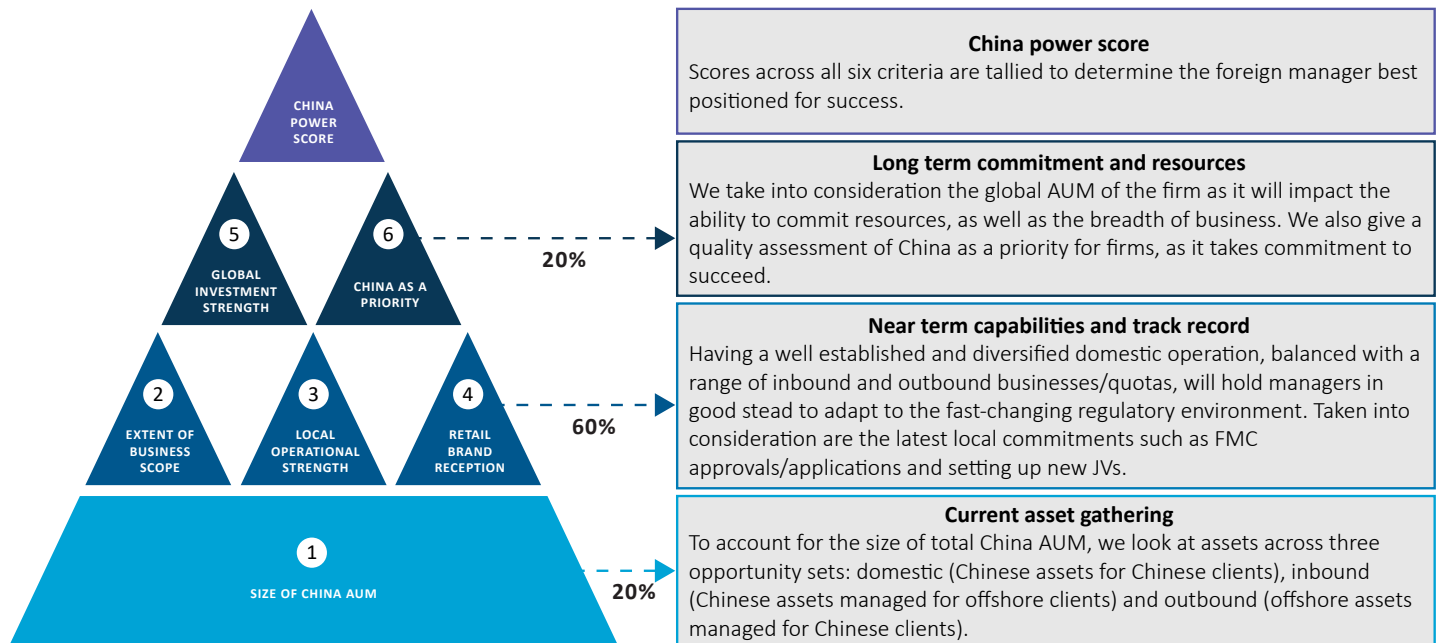 CHINA
POWER
SCORE
5
GLOBAL
INVESTMENT
STRENGTH
6
CHINA AS A
PRIORITY
20%
2
EXTENT OF
BUSINESS
SCOPE
3
LOCAL
OPERATIONAL
STRENGTH
4
RETAIL
BRAND
RECEPTION
60%
1
SIZE OF CHINA AUM
20%
China power score
Scores across all six criteria are tallied to determine the foreign manager best
positioned for success.
Long term commitment and resources
We take into consideration the global AUM of the firm as it will impact the
ability to commit resources, as well as the breadth of business. We also give a
quality assessment of China as a priority for firms, as it takes commitment to
succeed.
Near term capabilities and track record
Having a well established and diversified domestic operation, balanced with a
range of inbound and outbound businesses/quotas, will hold managers in
good stead to adapt to the fast-changing regulatory environment. Taken into
consideration are the latest local commitments such as FMC
approvals/applications and setting up new JVs.
Current asset gathering
To account for the size of total China AUM, we look at assets across three
opportunity sets: domestic (Chinese assets for Chinese clients), inbound
(Chinese assets managed for offshore clients) and outbound (offshore assets
managed for Chinese clients).